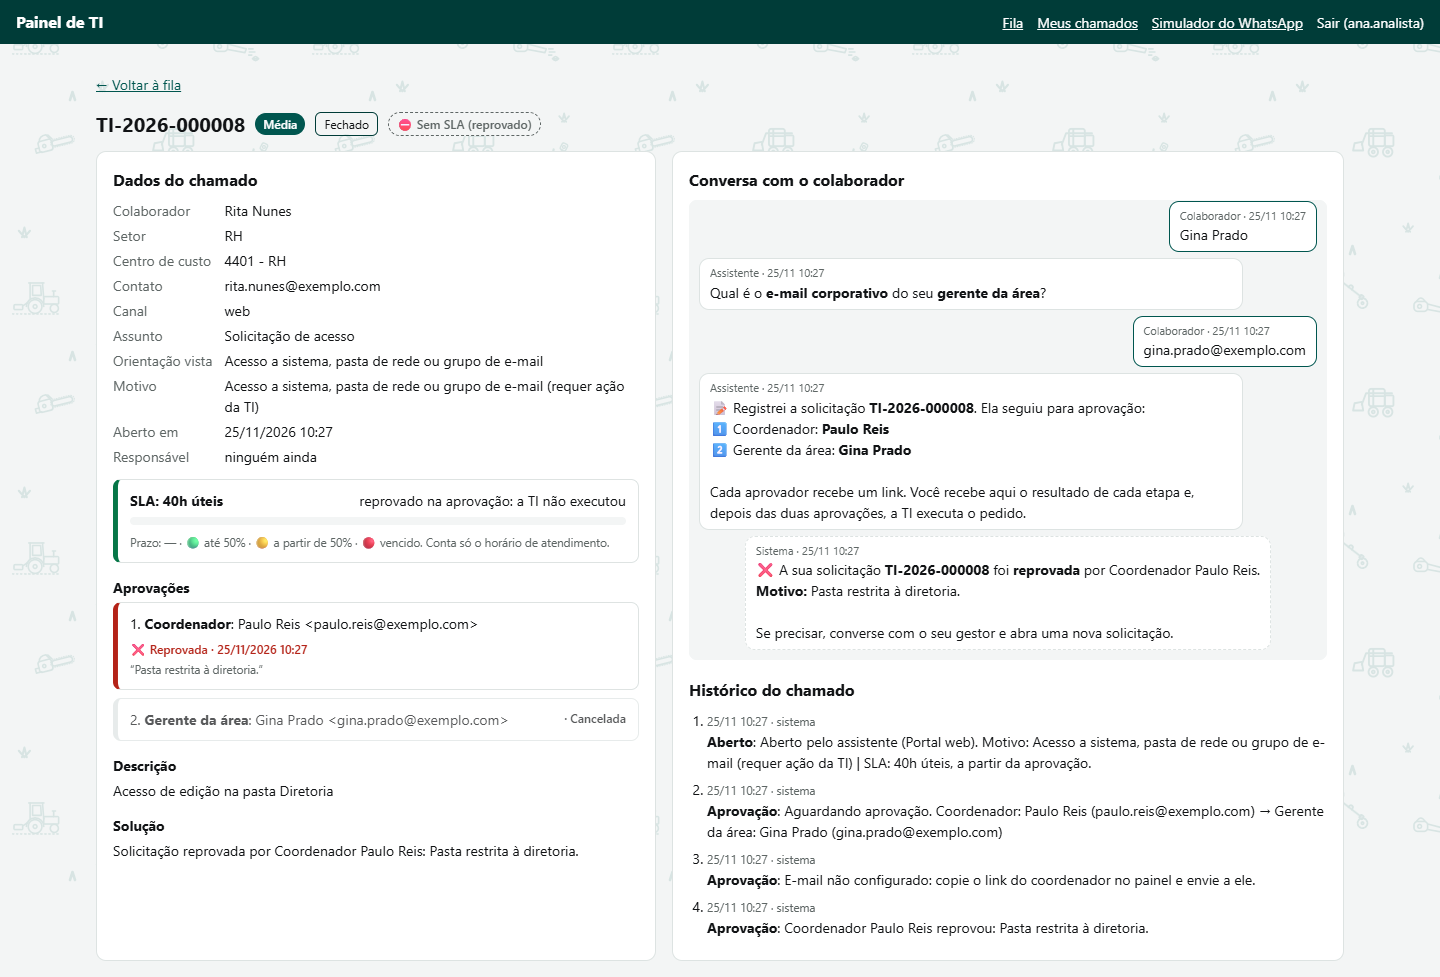 Painel de TI
Fila Meus chamados Simulador do WhatsApp Sair (ana.analista)
← Voltar à fila
TI-2026-000008 Média Fechado ⛔ Sem SLA (reprovado)
Dados do chamado
Colaborador Rita Nunes
Setor RH
Centro de custo 4401 - RH
Contato rita.nunes@exemplo.com
Canal web
Assunto Solicitação de acesso
Orientação vista Acesso a sistema, pasta de rede ou grupo de e-mail
Motivo Acesso a sistema, pasta de rede ou grupo de e-mail (requer ação
da TI)
Aberto em 25/11/2026 10:27
Responsável ninguém ainda
SLA: 40h úteis reprovado na aprovação: a TI não executou
Prazo: — · 🟢 até 50% · 🟡 a partir de 50% · 🔴 vencido. Conta só o horário de atendimento.
Aprovações
1. Coordenador: Paulo Reis <paulo.reis@exemplo.com>
❌ Reprovada · 25/11/2026 10:27
“Pasta restrita à diretoria.”
2. Gerente da área: Gina Prado <gina.prado@exemplo.com> · Cancelada
Descrição
Acesso de edição na pasta Diretoria
Solução
Solicitação reprovada por Coordenador Paulo Reis: Pasta restrita à diretoria.
Conversa com o colaborador
Colaborador · 25/11 10:27
Gina Prado
Assistente · 25/11 10:27
Qual é o e-mail corporativo do seu gerente da área?
Colaborador · 25/11 10:27
gina.prado@exemplo.com
Assistente · 25/11 10:27
📝 Registrei a solicitação TI-2026-000008. Ela seguiu para aprovação:
1️⃣ Coordenador: Paulo Reis
2️⃣ Gerente da área: Gina Prado
Cada aprovador recebe um link. Você recebe aqui o resultado de cada etapa e,
depois das duas aprovações, a TI executa o pedido.
Sistema · 25/11 10:27
❌ A sua solicitação TI-2026-000008 foi reprovada por Coordenador Paulo Reis.
Motivo: Pasta restrita à diretoria.
Se precisar, converse com o seu gestor e abra uma nova solicitação.
Histórico do chamado
1. 25/11 10:27 · sistema
Aberto: Aberto pelo assistente (Portal web). Motivo: Acesso a sistema, pasta de rede ou grupo de e-
mail (requer ação da TI) | SLA: 40h úteis, a partir da aprovação.
2. 25/11 10:27 · sistema
Aprovação: Aguardando aprovação. Coordenador: Paulo Reis (paulo.reis@exemplo.com) → Gerente
da área: Gina Prado (gina.prado@exemplo.com)
3. 25/11 10:27 · sistema
Aprovação: E-mail não configurado: copie o link do coordenador no painel e envie a ele.
4. 25/11 10:27 · sistema
Aprovação: Coordenador Paulo Reis reprovou: Pasta restrita à diretoria.